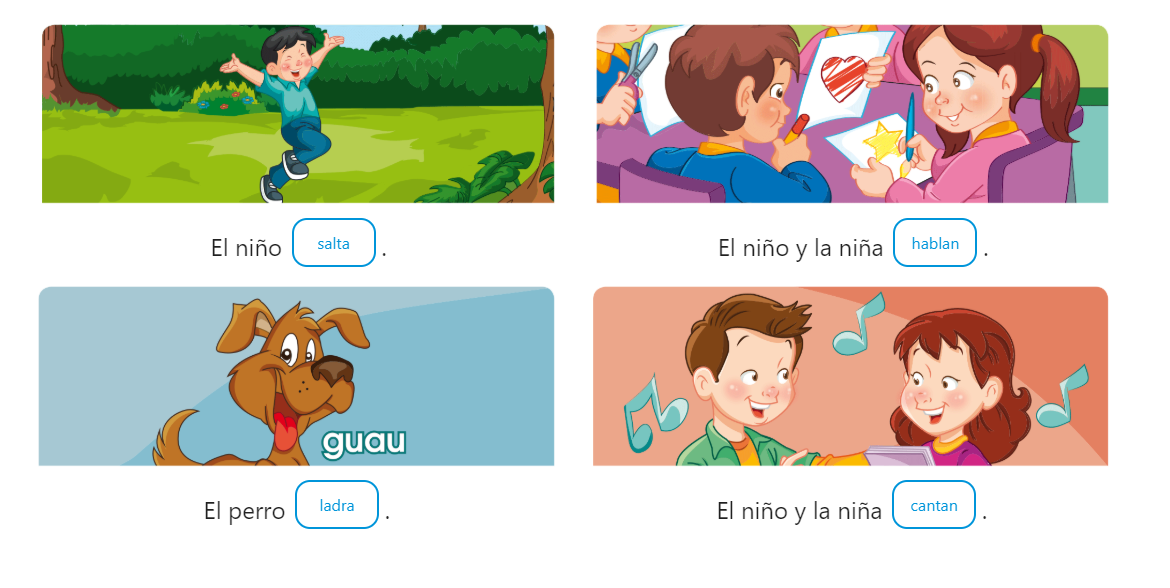 El niño salta .
El niño y la niña hablan .
guau
El perro ladra .
El niño y la niña cantan .